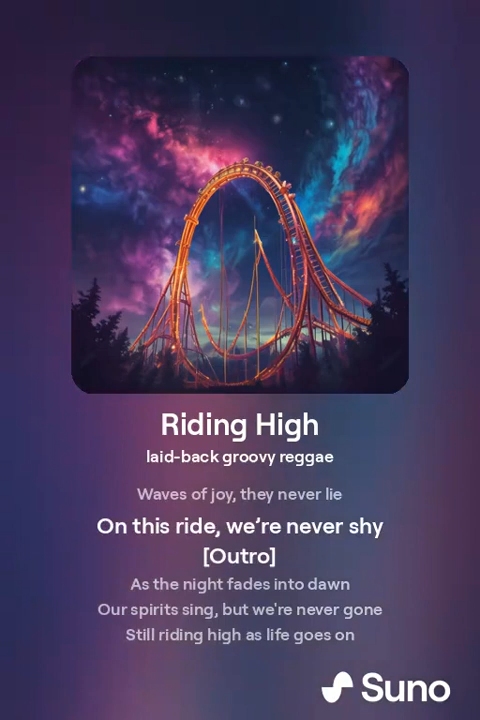 Riding High
laid-back groovy reggae
Waves of joy, they never lie
On this ride, we’re never shy
[Outro]
As the night fades into dawn
Our spirits sing, but we're never gone
Still riding high as life goes on
Suno